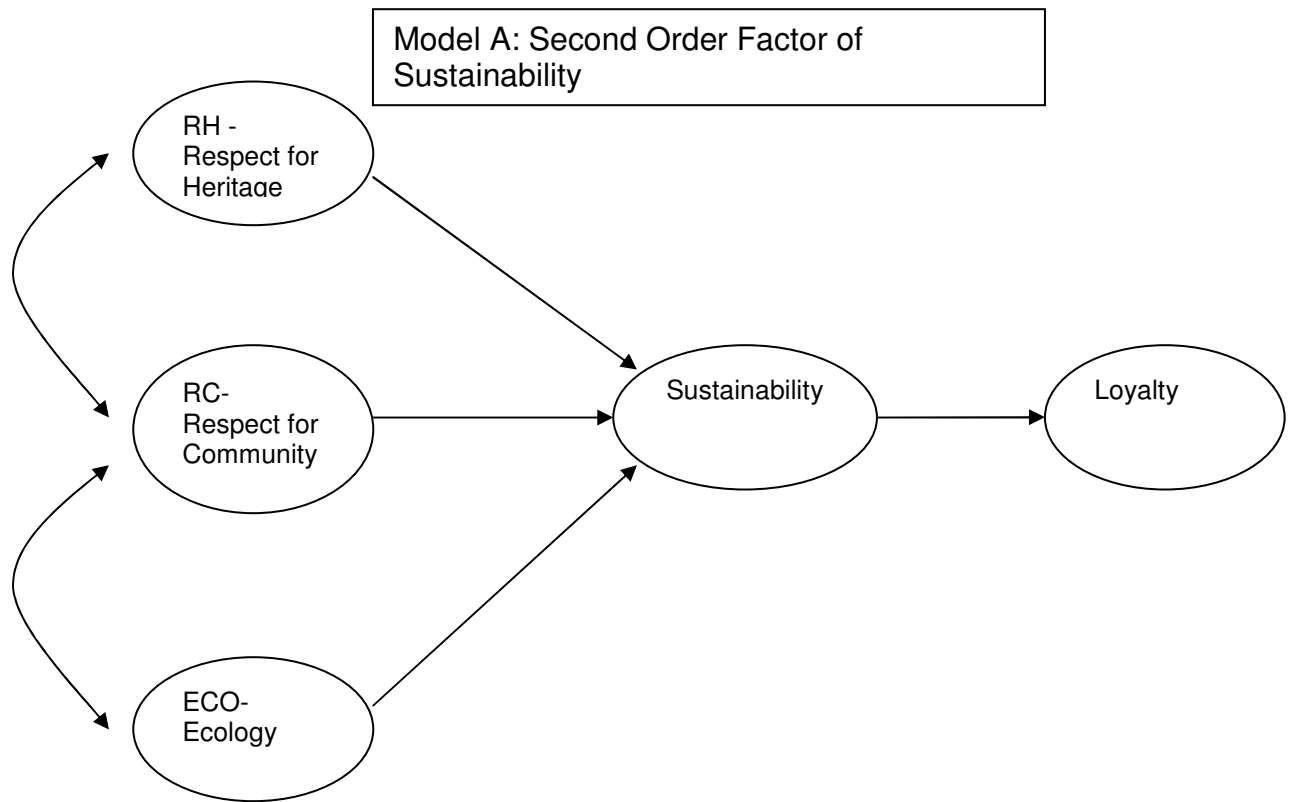 Model A: Second Order Factor of
Sustainability
RH -
Respect for
Heritage
RC-
Respect for
Community
Sustainability
Loyalty
ECO-
Ecology